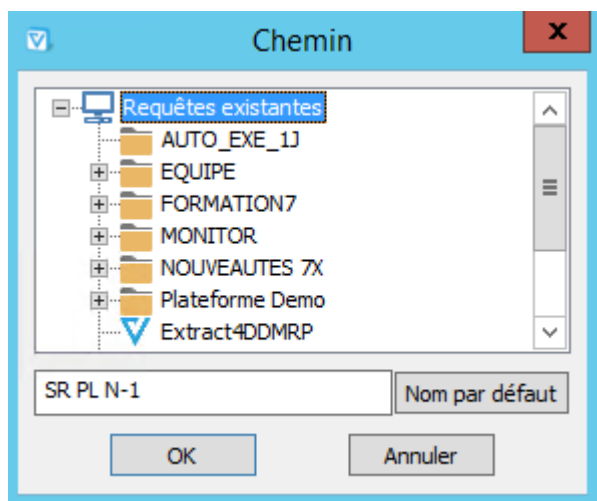 Chemin
Requêtes existantes
AUTO_EXE_1J
EQUIPE
FORMATION7
MONITOR
NOUVEAUTES 7X
Plateforme Demo
Extract4DDMRP
SR PL N-1
Nom par défaut
OK
Annuler